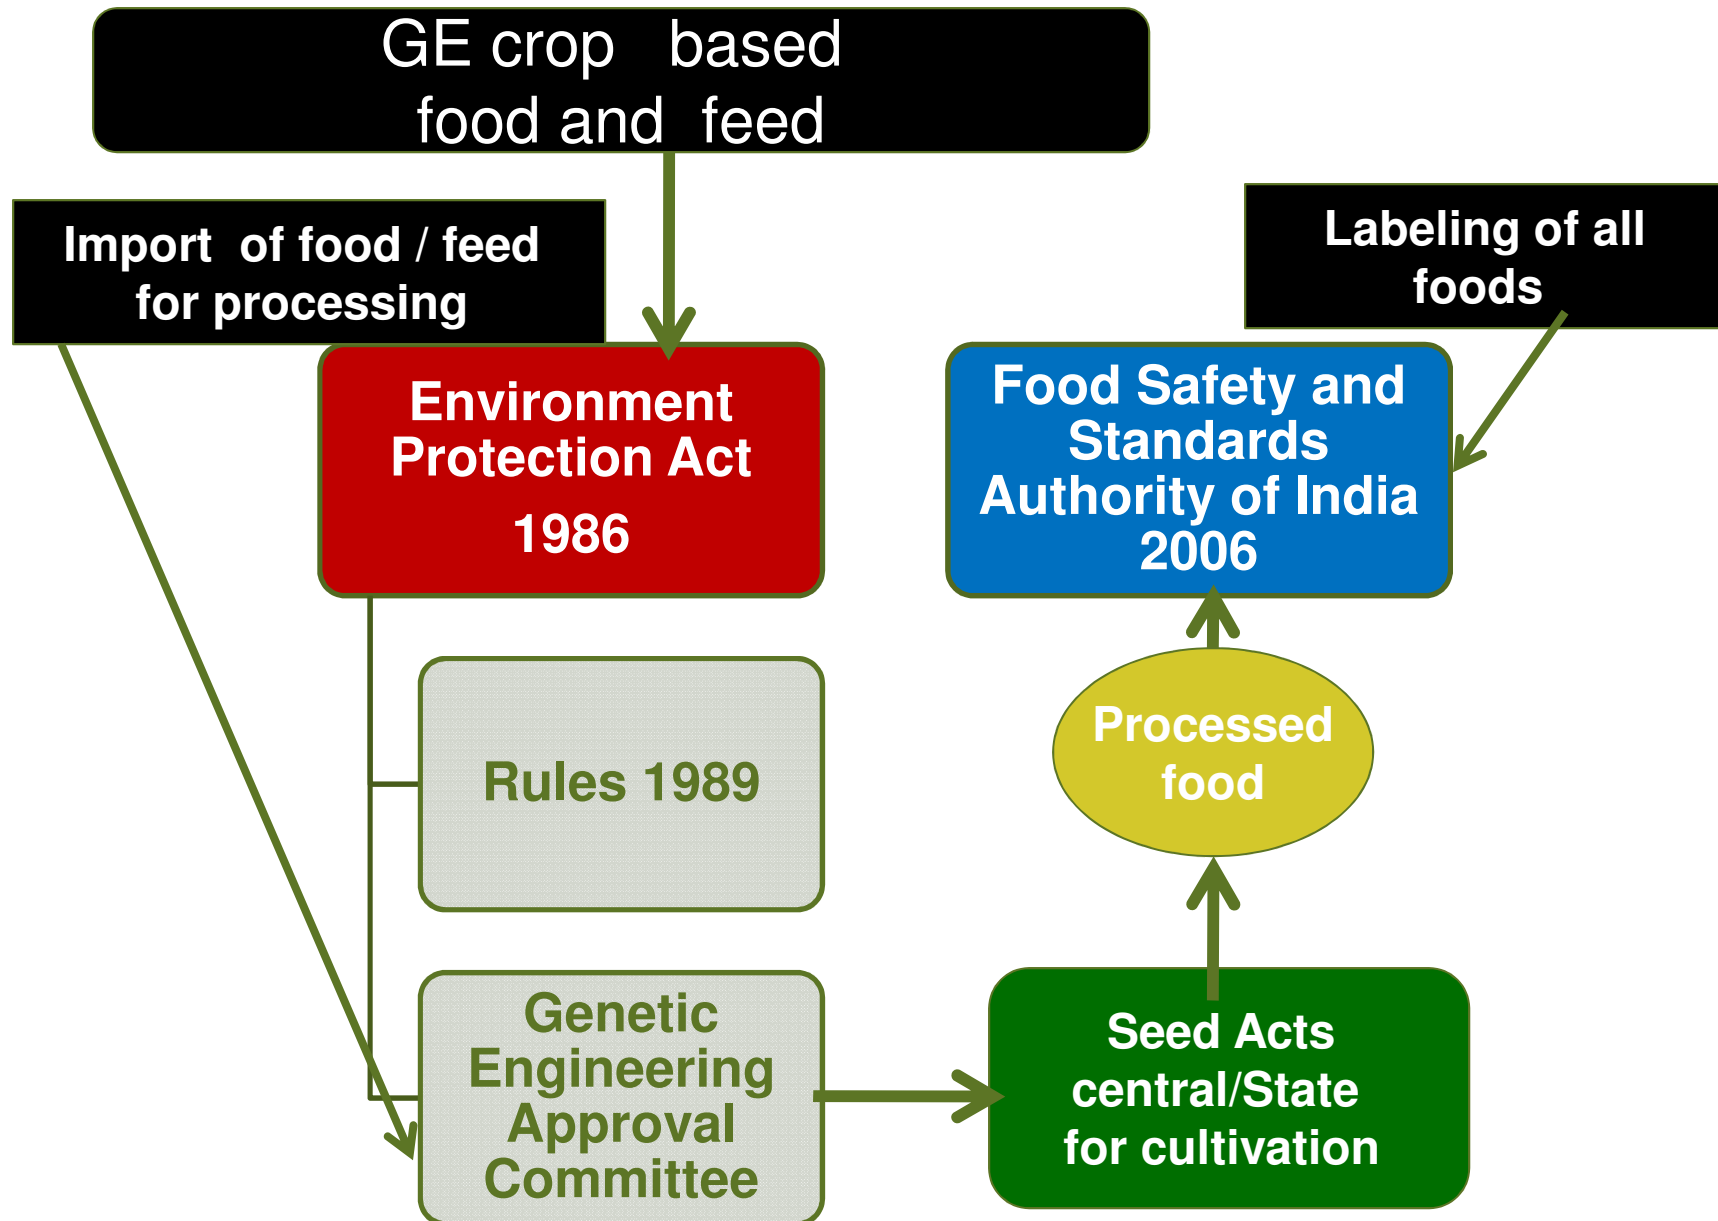 GE crop based
food and feed
Import of food / feed
for processing
Labeling of all
foods
Environment
Protection Act
1986
Food Safety and
Standards
Authority of India
2006
Rules 1989
Processed
food
Genetic
Engineering
Approval
Committee
Seed Acts
central/State
for cultivation